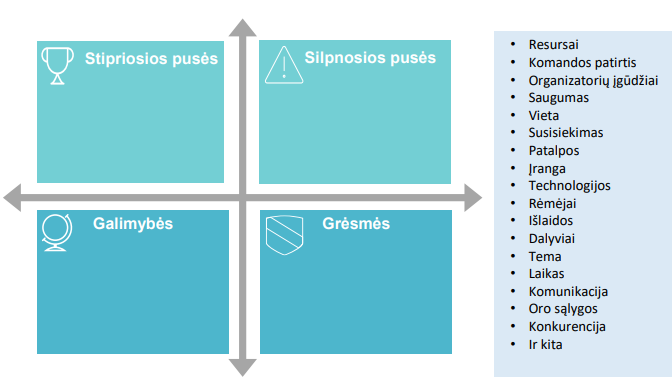 Stipriosios pusės
Silpnosios pusės
Galimybės
Grėsmės
• Resursai
• Komandos patirtis
• Organizatorių įgūdžiai
• Saugumas
• Vieta
• Susisiekimas
• Patalpos
• Įranga
• Technologijos
• Rėmėjai
• Išlaidos
• Dalyviai
• Tema
• Laikas
• Komunikacija
• Oro sąlygos
• Konkurencija
• Ir kita